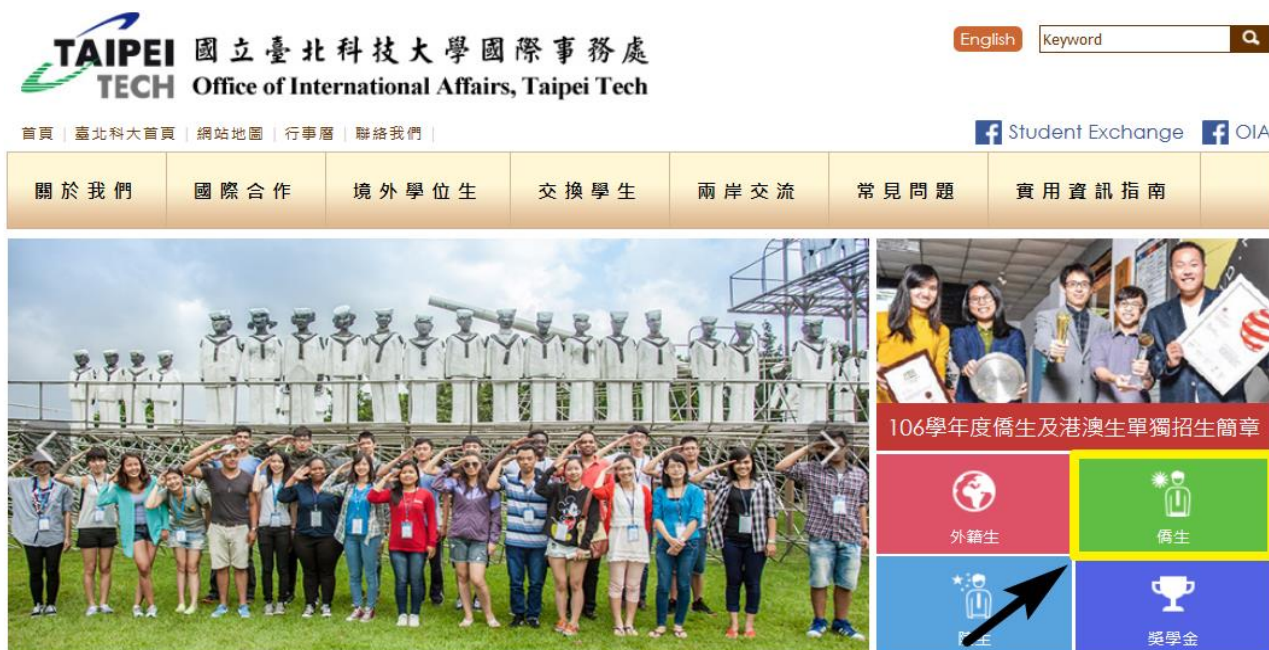 TAIPEI
TECH
國立臺北科技大學國際事務處
Office of International Affairs, Taipei Tech
English
Keyword
首頁 | 臺北科大首頁 | 網站地圖 | 行事曆 | 聯絡我們 |
Student Exchange
OIA
關於我們 國際合作 境外學位生 交換學生 兩岸交流 常見問題 實用資訊指南
106學年度僑生及港澳生單獨招生簡章
外籍生
僑生
陸生
獎學金